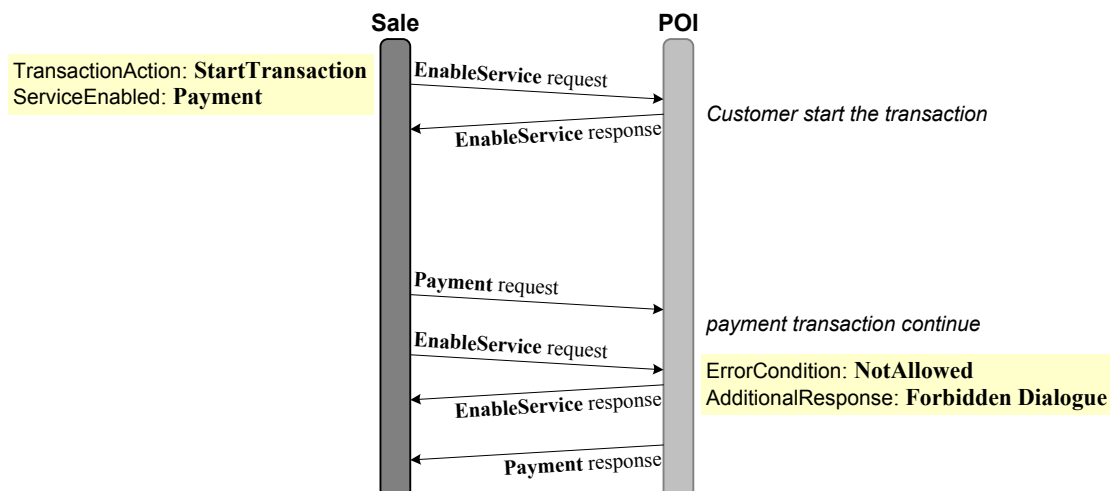 Sale
POI
TransactionAction: StartTransaction
ServiceEnabled: Payment
EnableService request
Customer start the transaction
EnableService response
Payment request
payment transaction continue
EnableService request
ErrorCondition: NotAllowed
AdditionalResponse: Forbidden Dialogue
EnableService response
Payment response